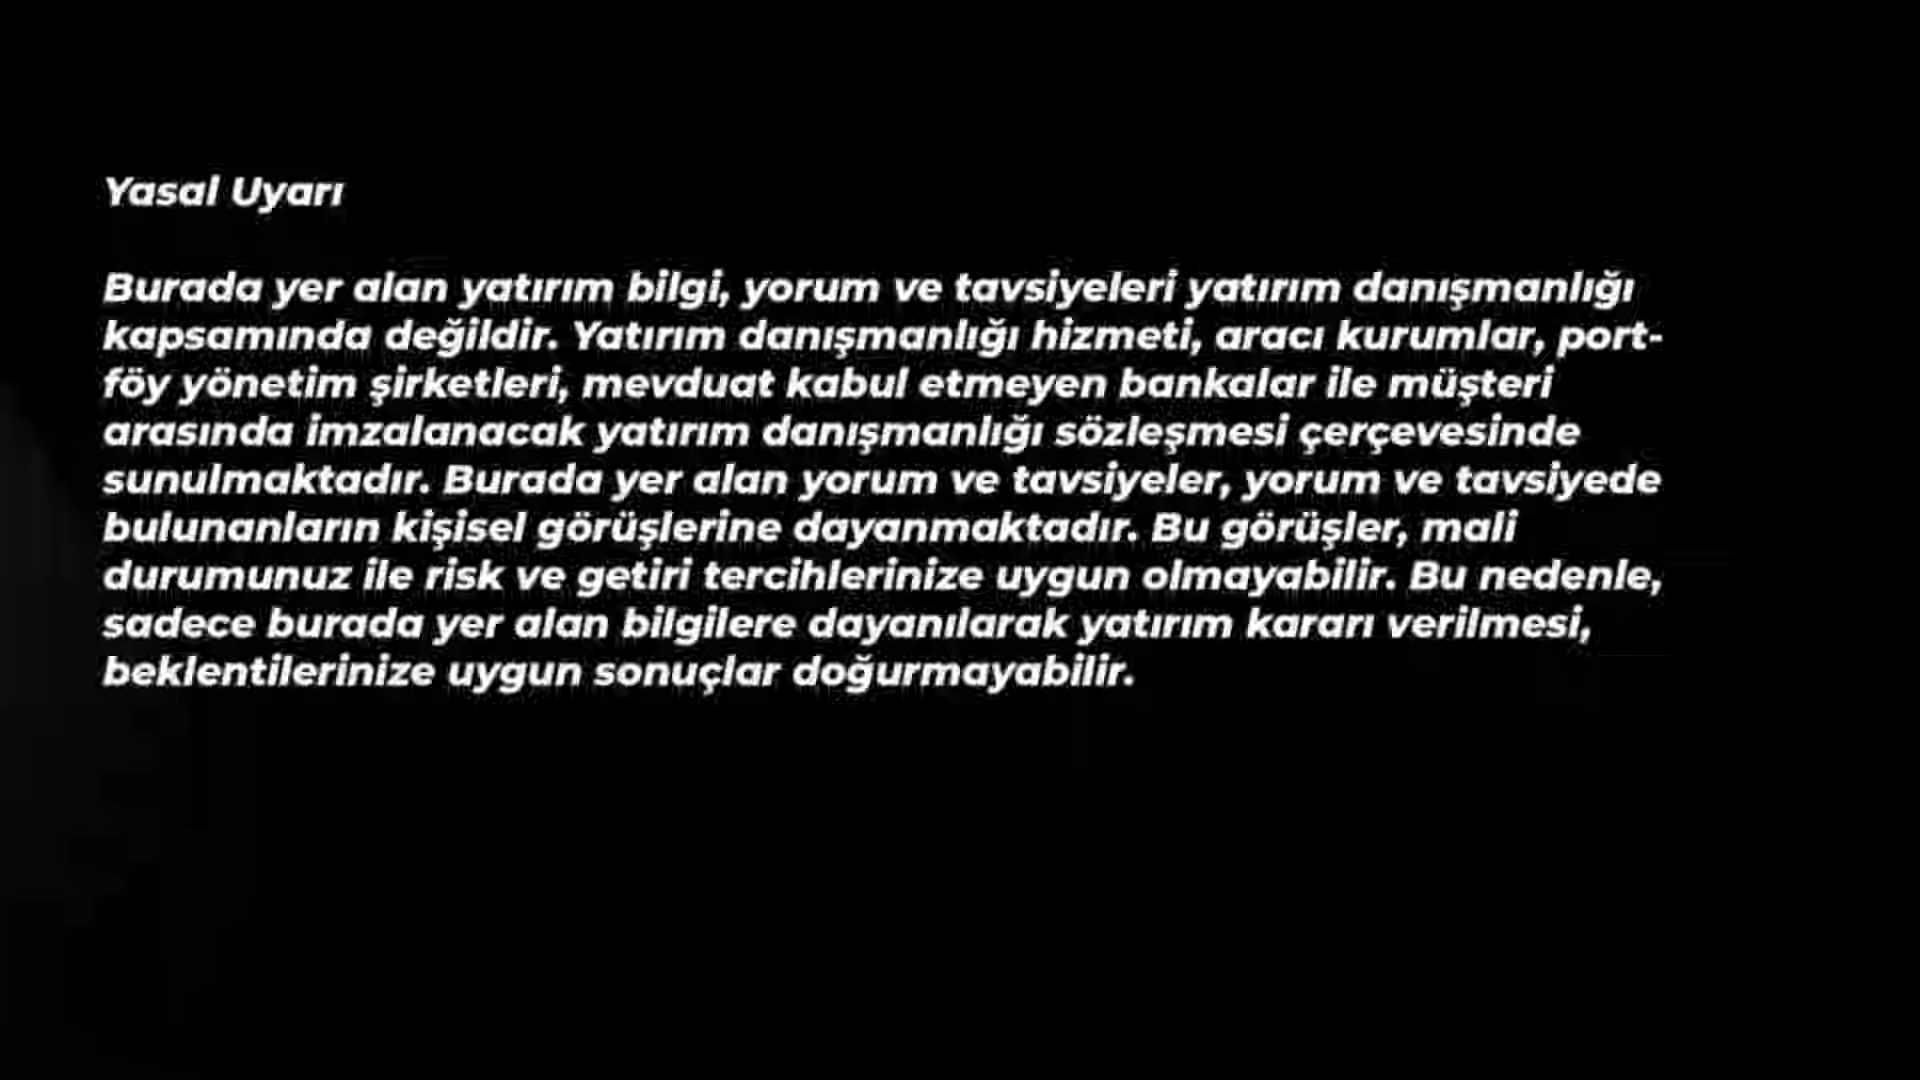 Yasal Uyarı
Burada yer alan yatırım bilgi, yorum ve tavsiyeleri yatırım danışmanlığı
kapsamında değildir. Yatırım danışmanlığı hizmeti, aracı kurumlar, port-
föy yönetim şirketleri, mevduat kabul etmeyen bankalar ile müşteri
arasında imzalanacak yatırım danışmanlığı sözleşmesi çerçevesinde
sunulmaktadır. Burada yer alan yorum ve tavsiyeler, yorum ve tavsiyede
bulunanların kişisel görüşlerine dayanmaktadır. Bu görüşler, mali
durumunuz ile risk ve getiri tercihlerinize uygun olmayabilir. Bu nedenle,
sadece burada yer alan bilgilere dayanılarak yatırım kararı verilmesi,
beklentilerinize uygun sonuçlar doğurmayabilir.